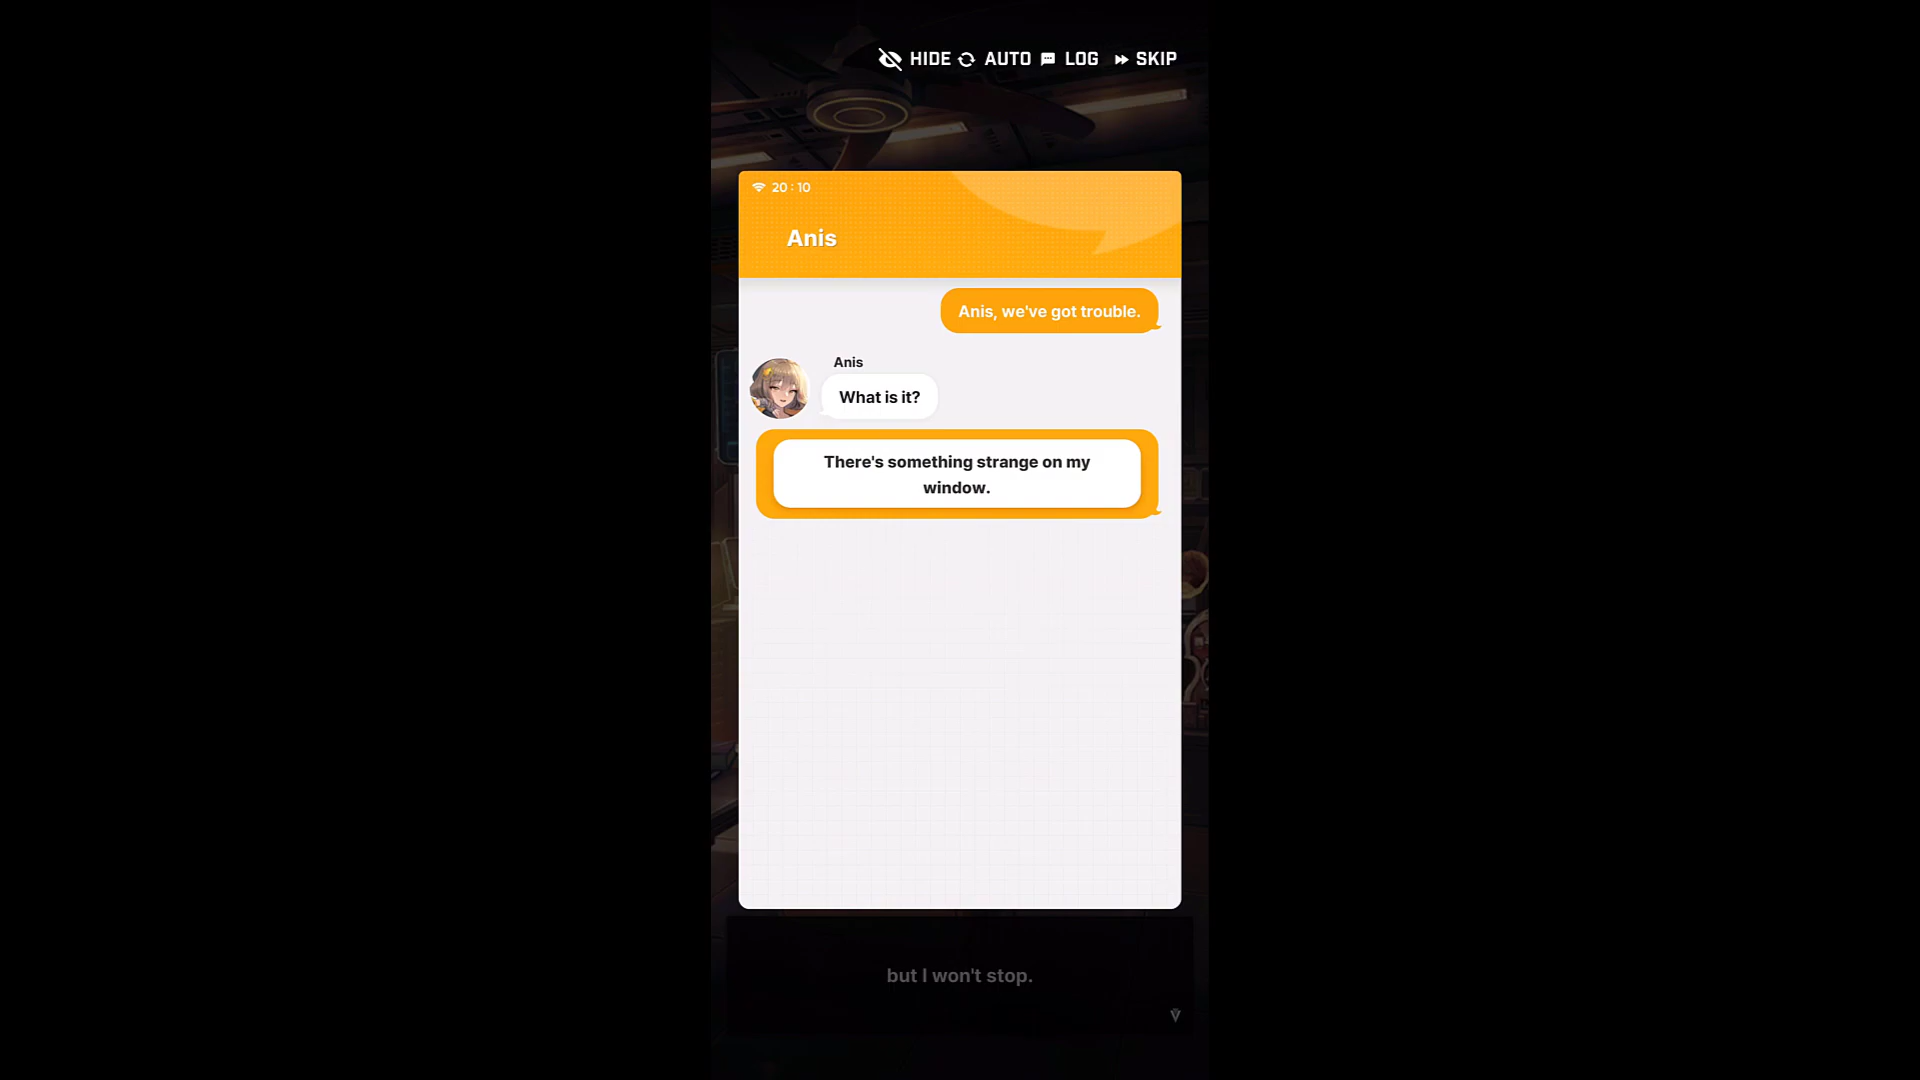 HIDE AUTO LOG SKIP
20 : 10
Anis
Anis, we've got trouble.
Anis
What is it?
There's something strange on my
window.
but I won't stop.